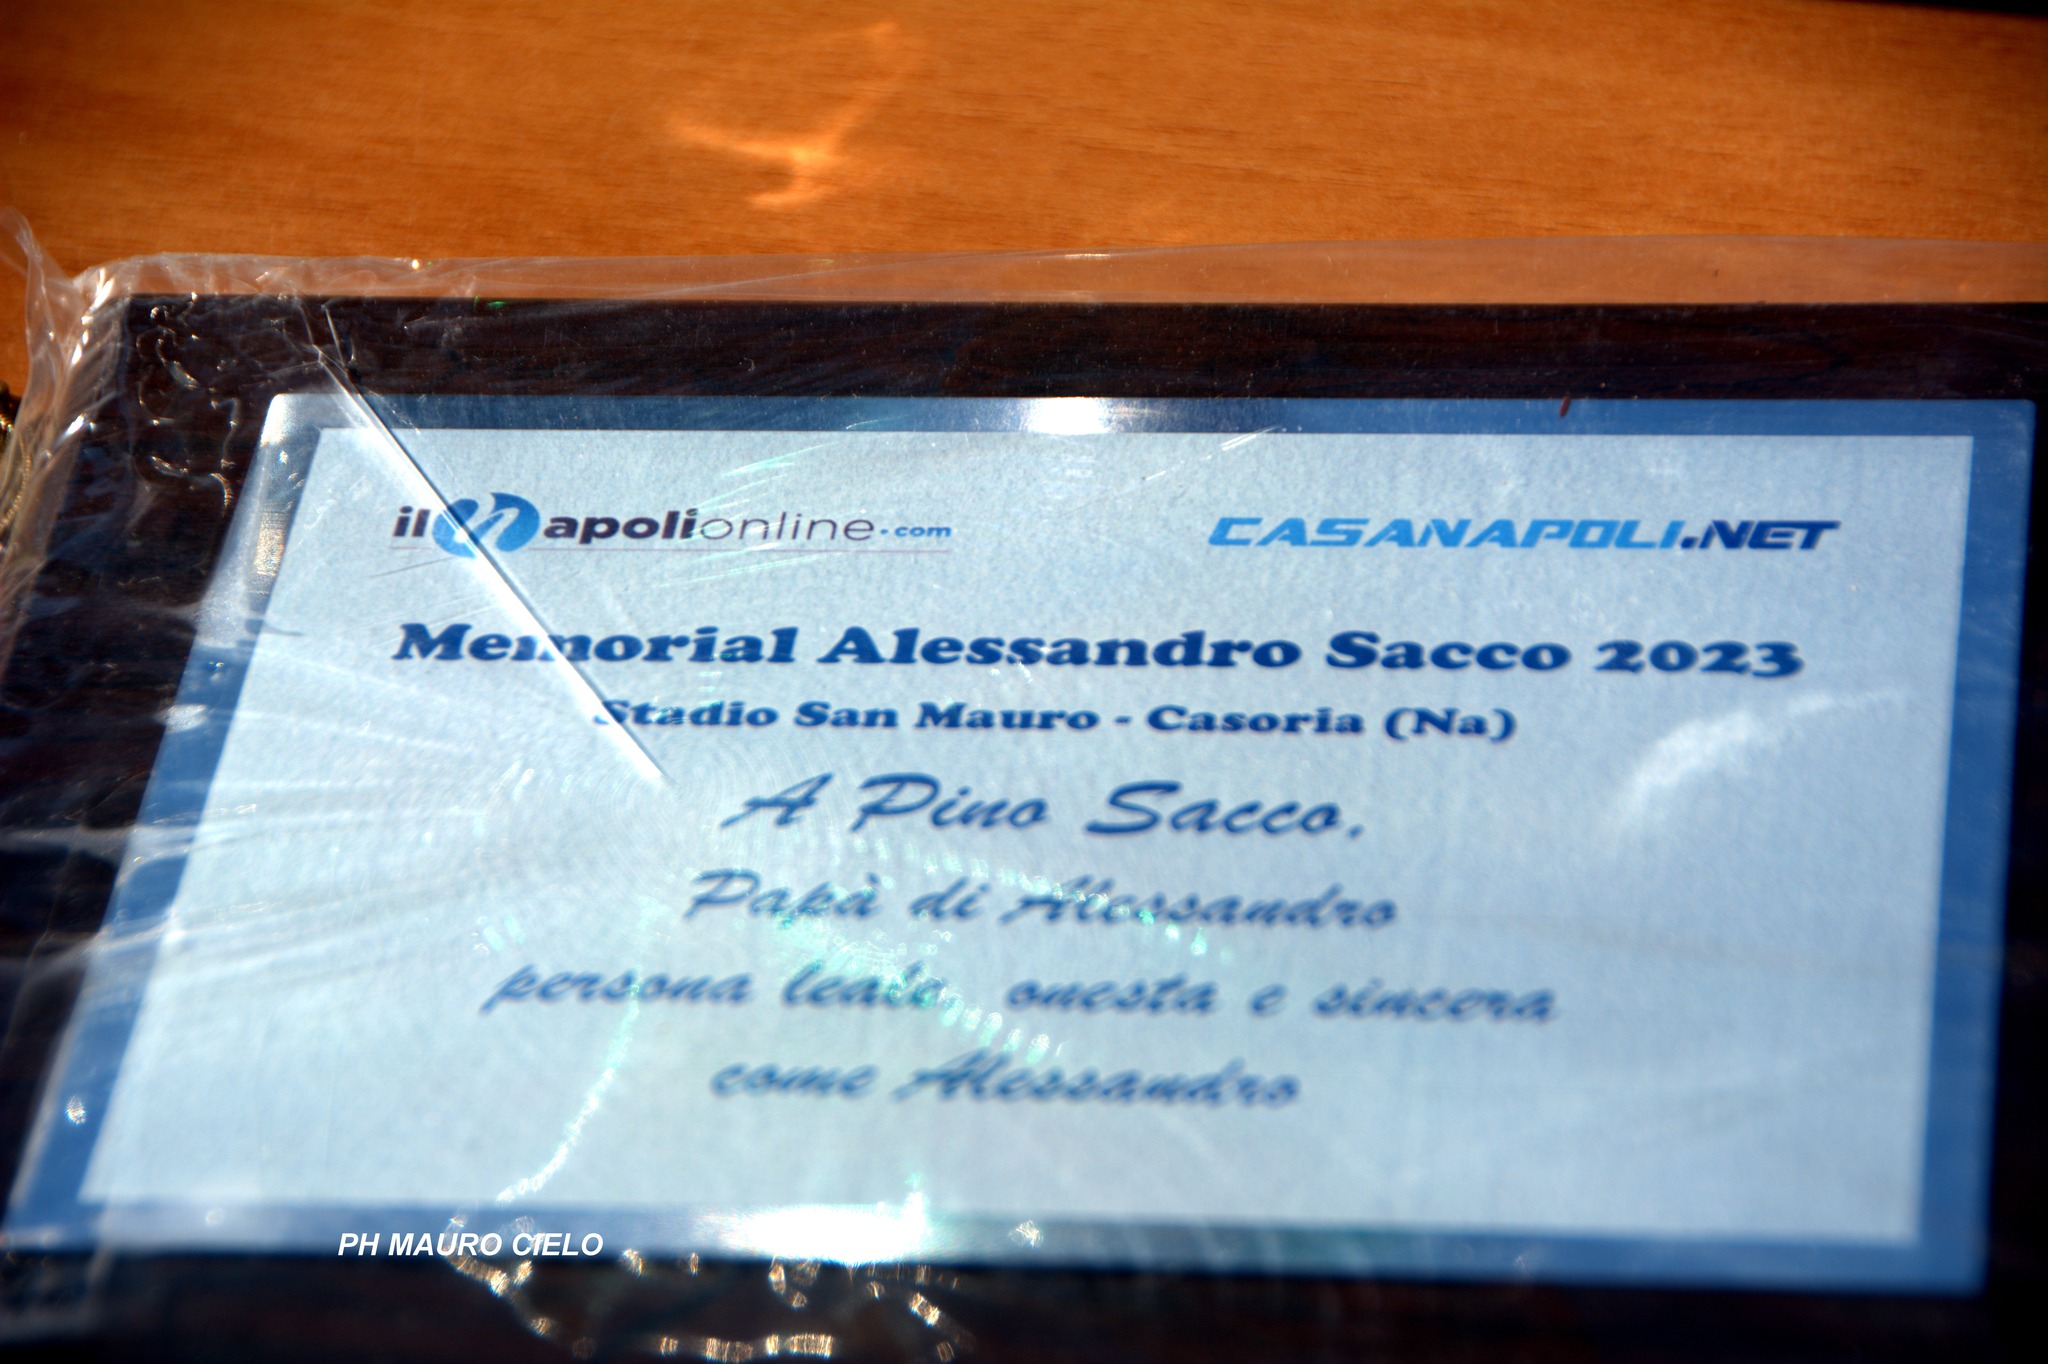 ilNapolionline.com
CASANAPOLI.NET
Memorial Alessandro Sacco 2023
Stadio San Mauro - Casoria (Na)
A Pino Sacco,
Papà di Alessandro
persona leale onesta e sincera
come Alessandro
PH MAURO CIELO